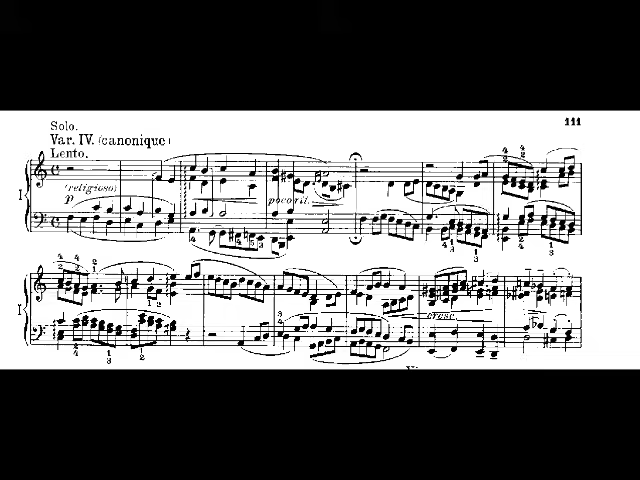 Solo.
111
Var. IV. (canonique)
Lento.
I
(religioso)
p
poco rit.
I
cresc.